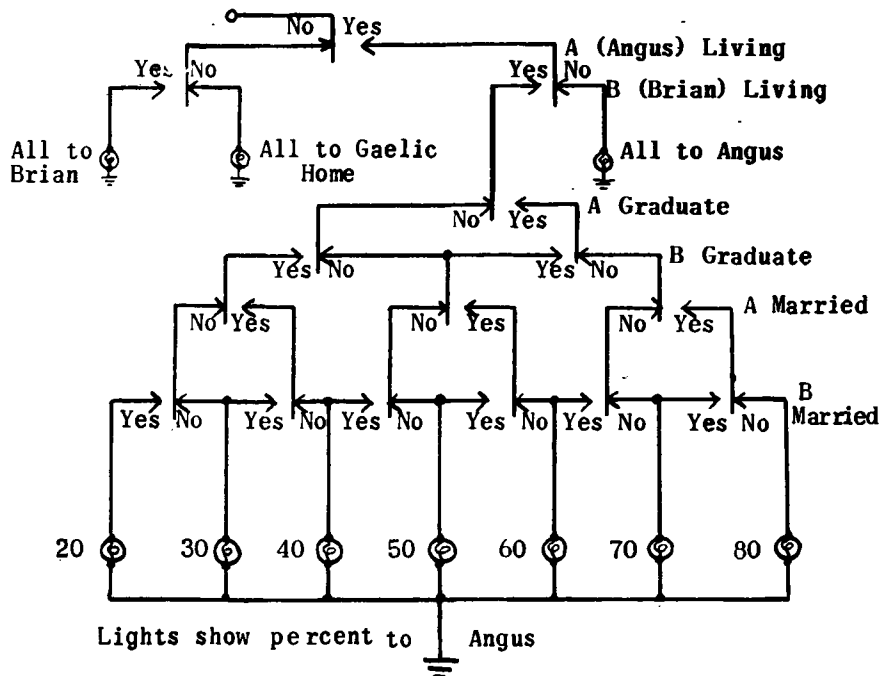 No Yes
A (Angus) Living
Yes No Yes No
B (Brian) Living
All to Brian
All to Gaelic Home
All to Angus
No Yes
A Graduate
Yes No Yes No
B Graduate
No Yes No Yes No Yes
A Married
B Married
Yes No Yes No Yes No Yes No Yes No Yes No
20 30 40 50 60 70 80
Lights show percent to Angus